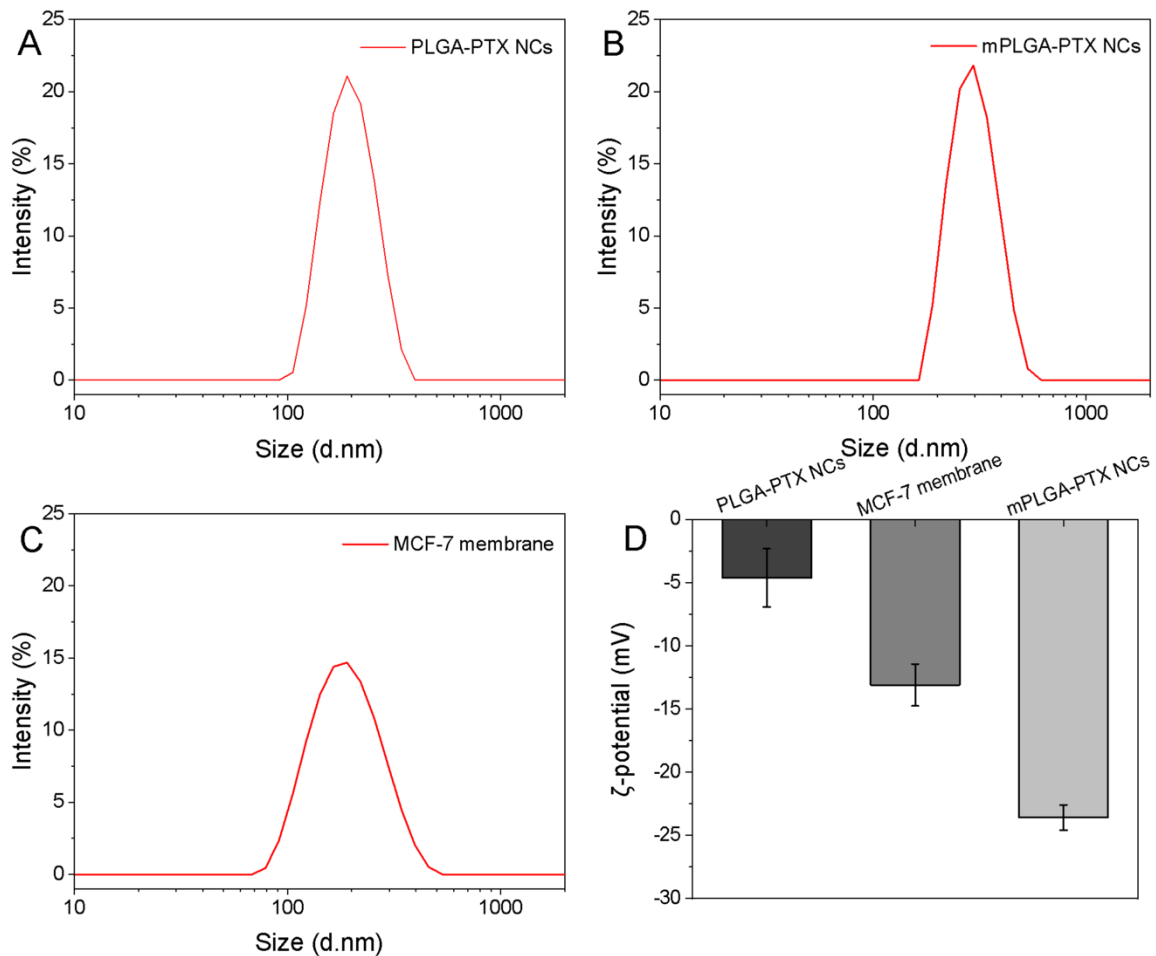 A
PLGA-PTX NCs
25
20
15
10
5
0
Intensity (%)
10
100
1000
Size (d.nm)
B
mPLGA-PTX NCs
25
20
15
10
5
0
Intensity (%)
10
100
1000
Size (d.nm)
C
MCF-7 membrane
25
20
15
10
5
0
Intensity (%)
10
100
1000
Size (d.nm)
PLGA-PTX NCs
MCF-7 membrane
mPLGA-PTX NCs
D
0
-5
-10
-15
-20
-25
-30
ζ-potential (mV)